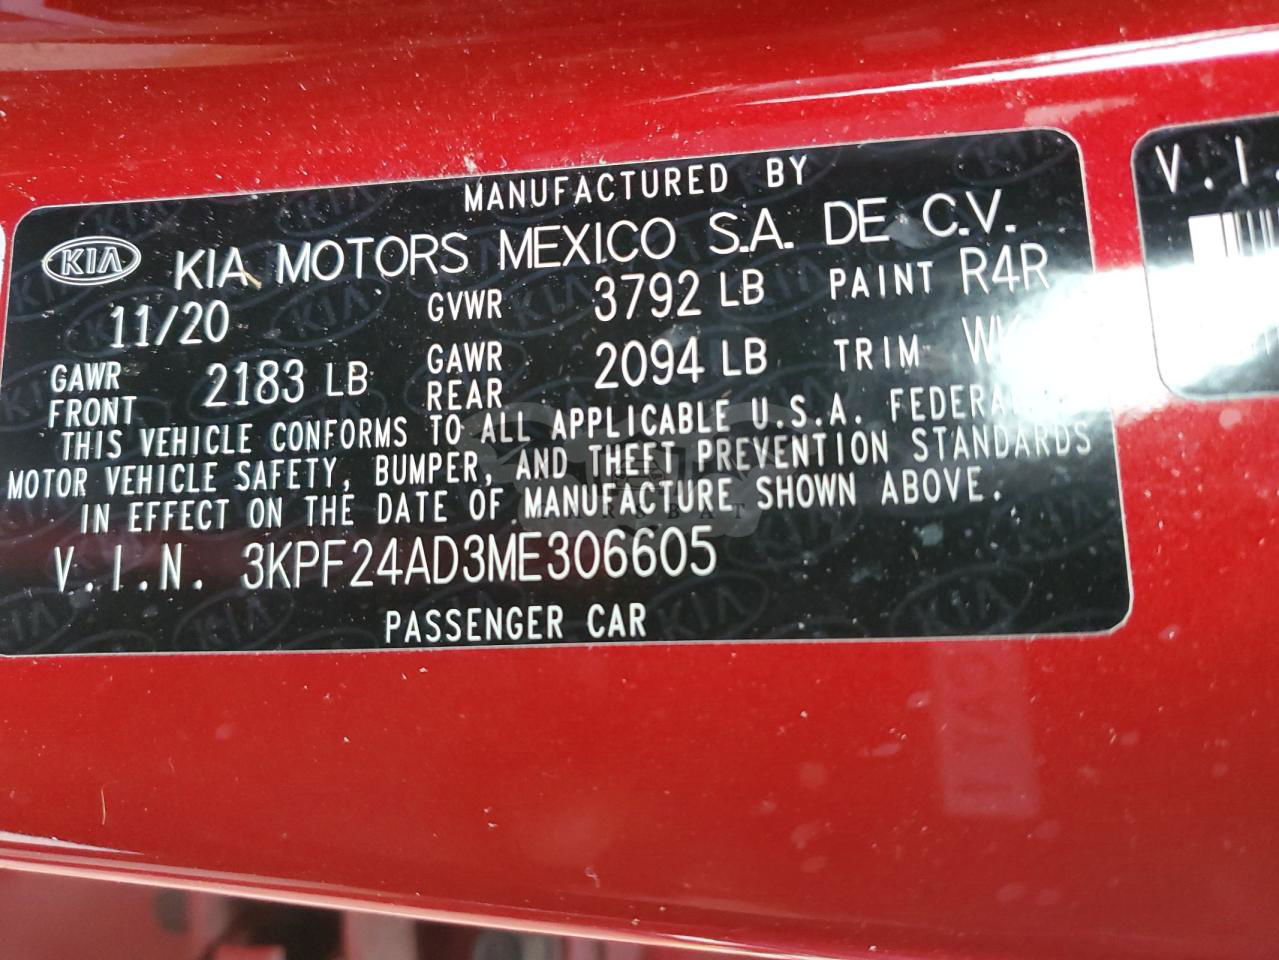 MANUFACTURED BY
KIA KIA MOTORS MEXICO S.A. DE C.V.
11/20 GVWR 3792 LB PAINT R4R
GAWR FRONT 2183 LB GAWR REAR 2094 LB TRIM
THIS VEHICLE CONFORMS TO ALL APPLICABLE U.S.A. FEDERAL
MOTOR VEHICLE SAFETY, BUMPER, AND THEFT PREVENTION STANDARDS
IN EFFECT ON THE DATE OF MANUFACTURE SHOWN ABOVE.
V.I.N. 3KPF24AD3ME306605
PASSENGER CAR
V.I.